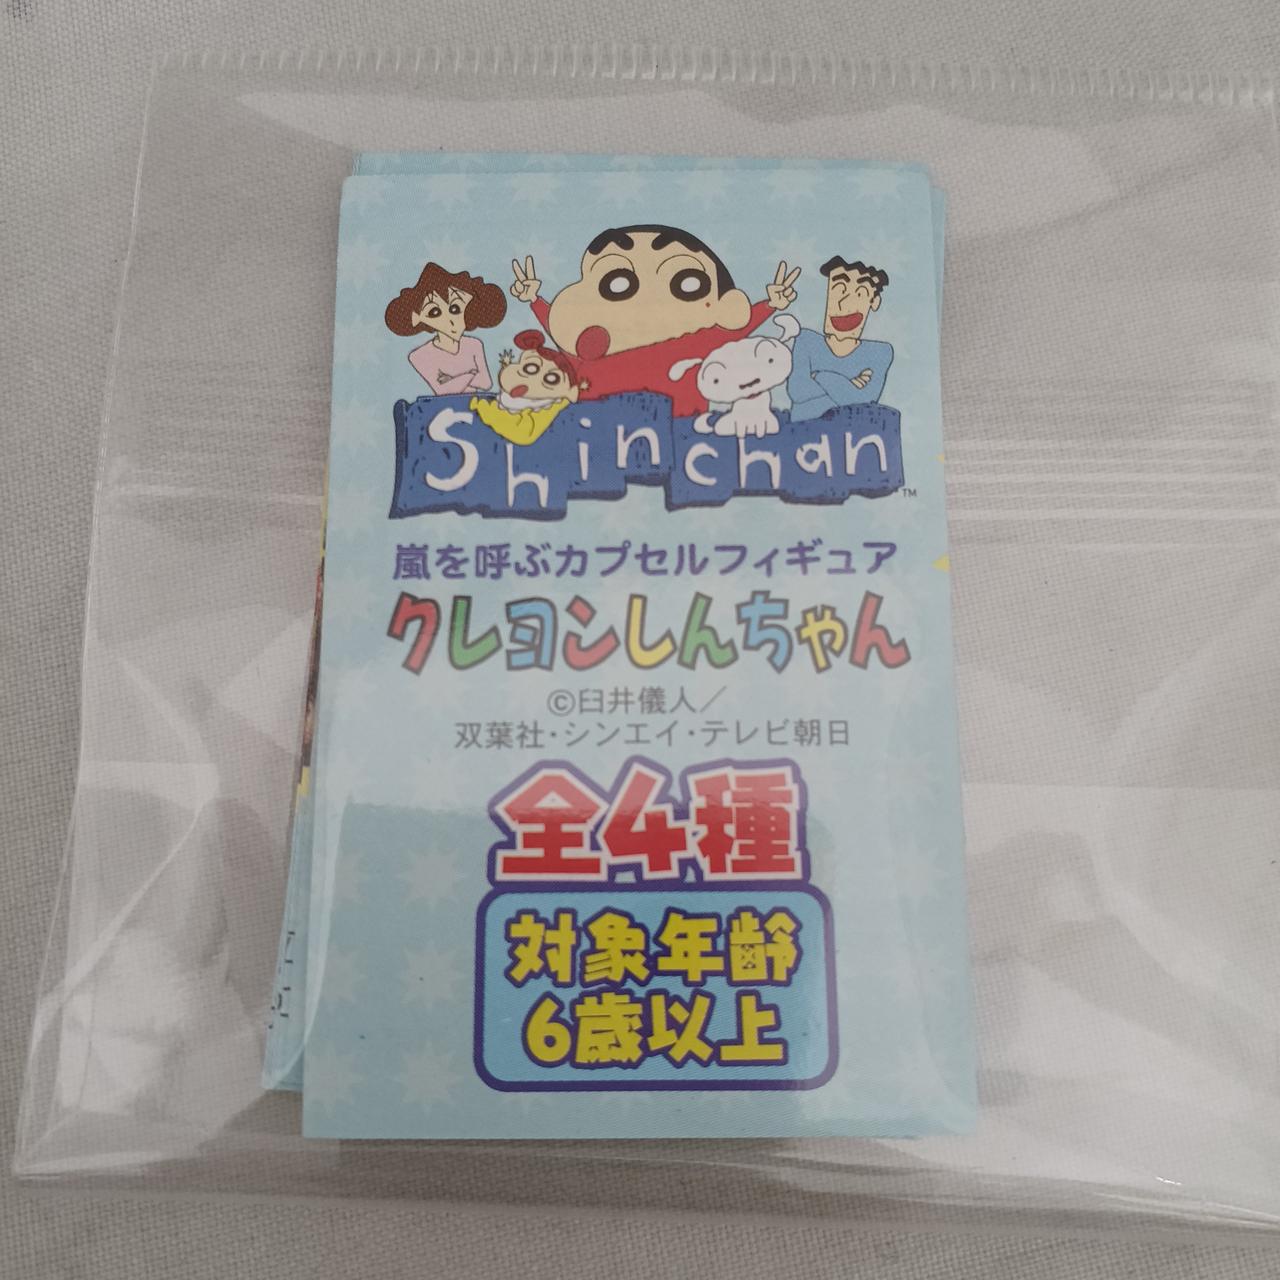 Shinchan™
嵐を呼ぶカプセルフィギュア
クレヨンしんちゃん
©臼井儀人／
双葉社・シンエイ・テレビ朝日
全4種
対象年齢
6歳以上